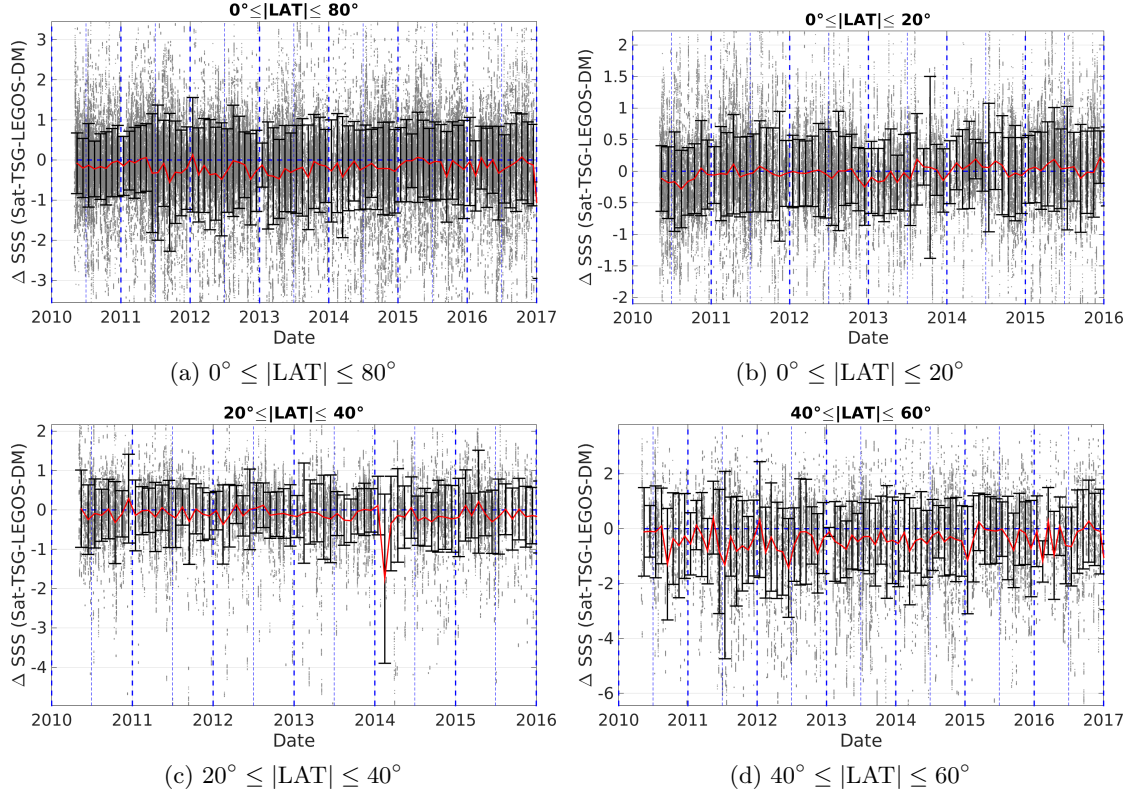 0°≤|LAT|≤ 80°
Δ SSS (Sat-TSG-LEGOS-DM)
3
2
1
0
-1
-2
-3
2010 2011 2012 2013 2014 2015 2016 2017
Date
(a) 0° ≤ |LAT| ≤ 80°
0°≤|LAT|≤ 20°
Δ SSS (Sat-TSG-LEGOS-DM)
2
1.5
1
0.5
0
-0.5
-1
-1.5
-2
2010 2011 2012 2013 2014 2015 2016
Date
(b) 0° ≤ |LAT| ≤ 20°
20°≤|LAT|≤ 40°
Δ SSS (Sat-TSG-LEGOS-DM)
2
1
0
-1
-2
-3
-4
2010 2011 2012 2013 2014 2015 2016
Date
(c) 20° ≤ |LAT| ≤ 40°
40°≤|LAT|≤ 60°
Δ SSS (Sat-TSG-LEGOS-DM)
2
0
-2
-4
-6
2010 2011 2012 2013 2014 2015 2016 2017
Date
(d) 40° ≤ |LAT| ≤ 60°